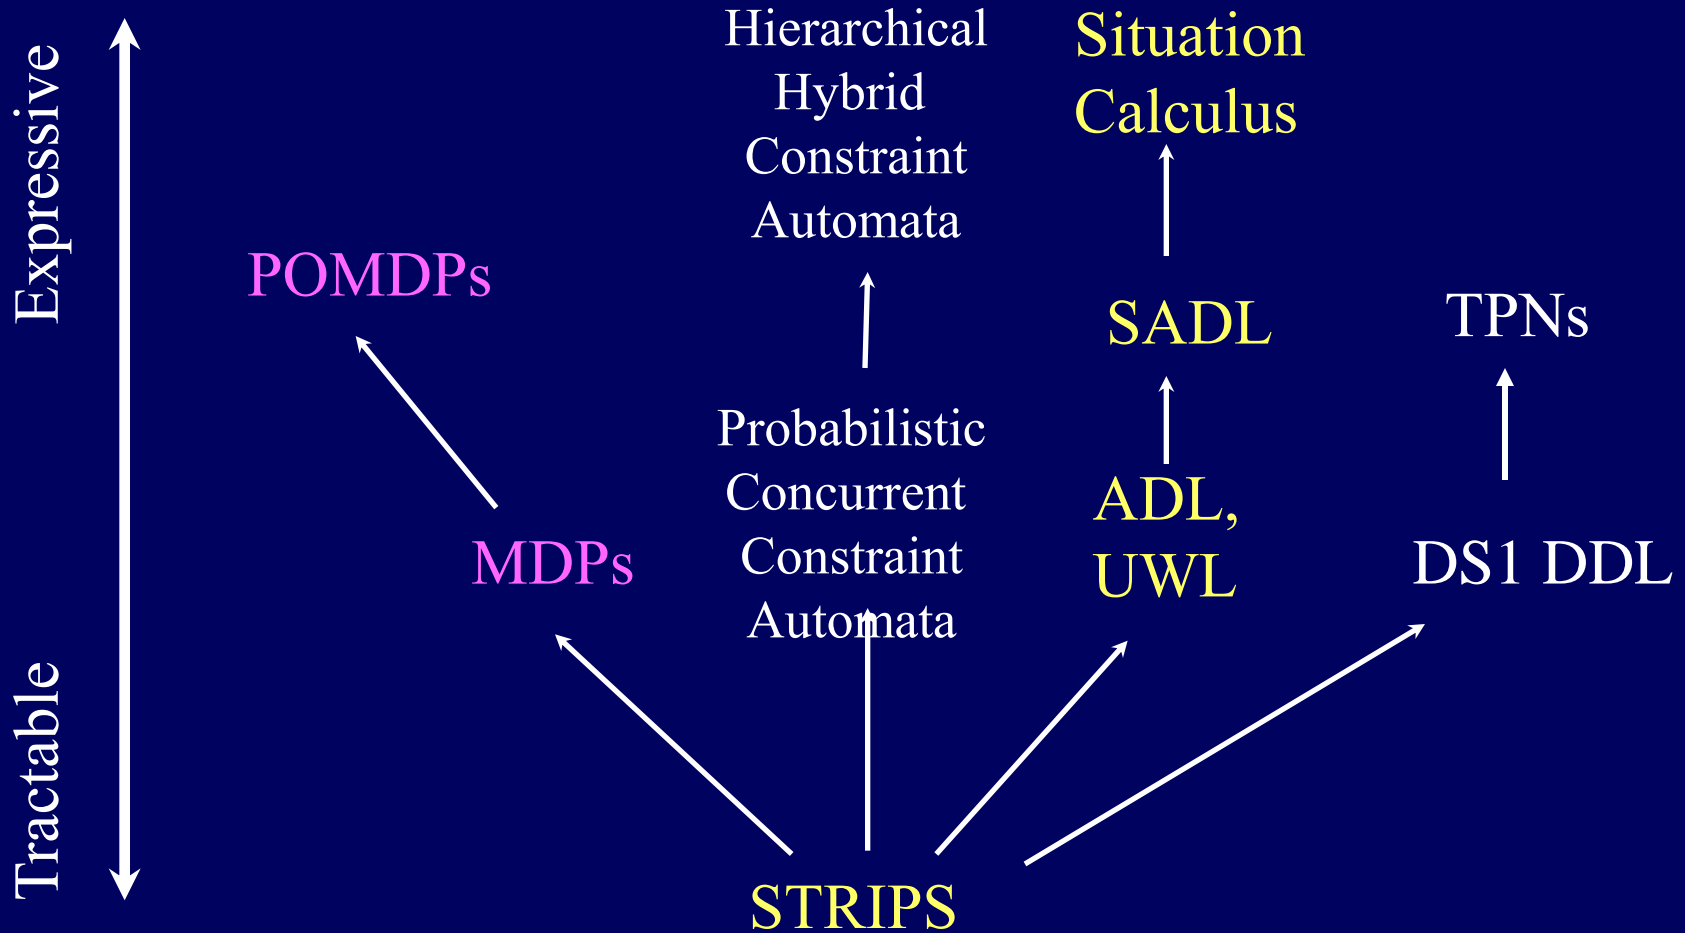 Expressive
Tractable
Hierarchical
Hybrid
Constraint
Automata
Situation
Calculus
POMDPs
SADL
TPNs
Probabilistic
Concurrent
Constraint
Automata
ADL,
UWL
MDPs
DS1 DDL
STRIPS